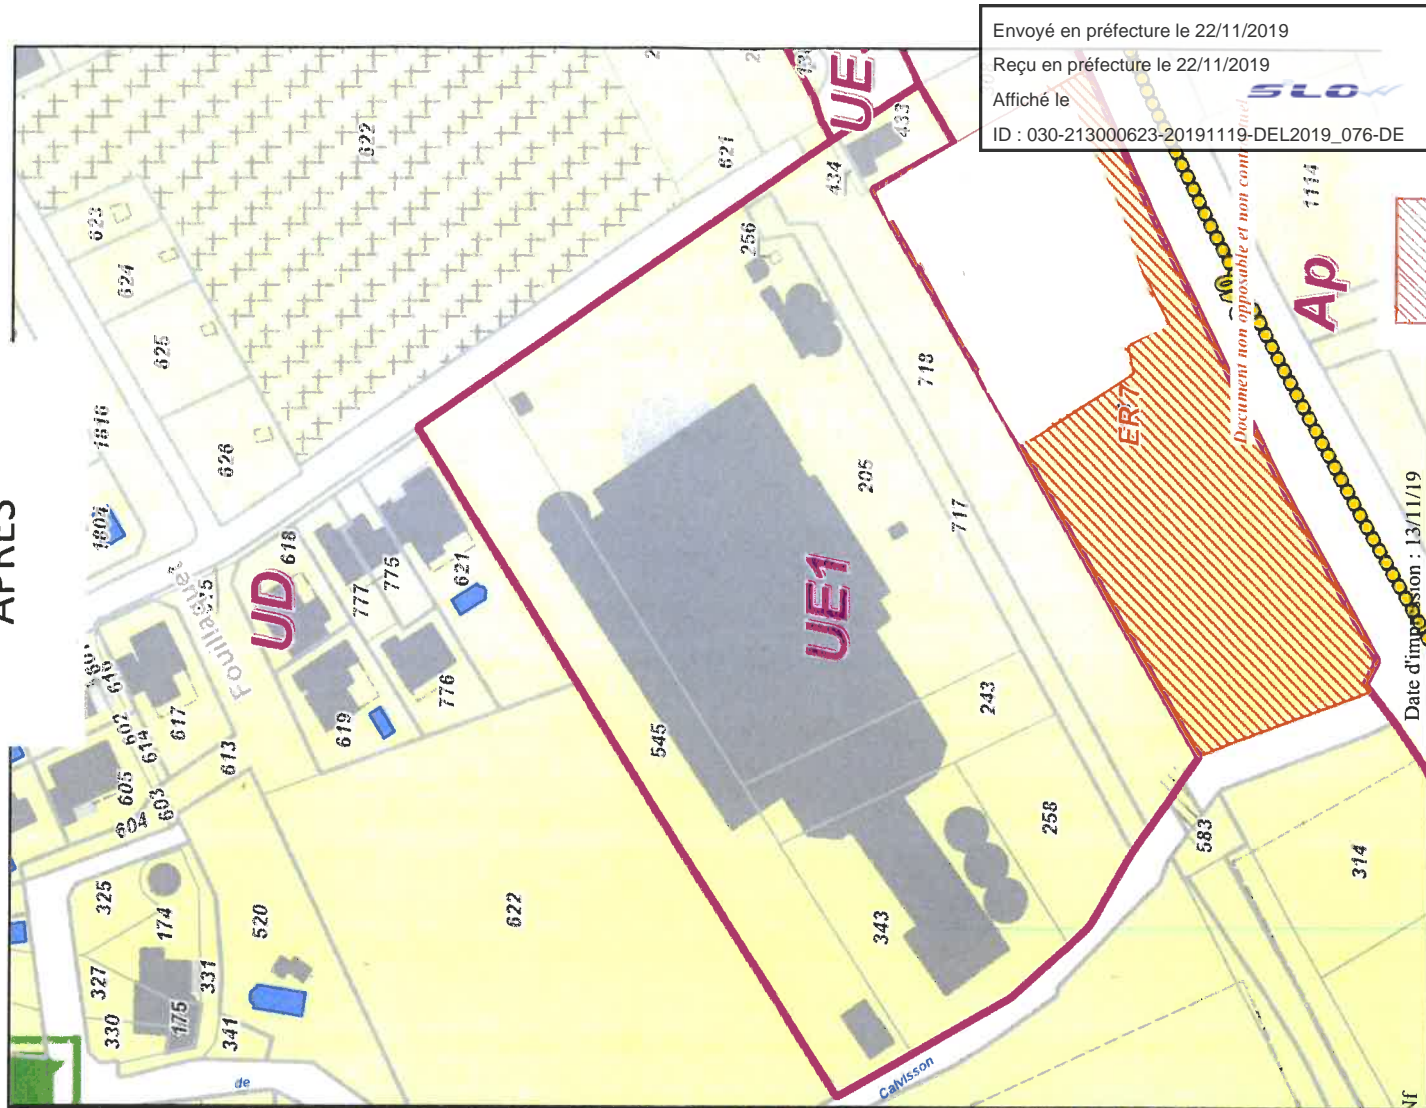 Envoyé en préfecture le 22/11/2019
Reçu en préfecture le 22/11/2019
Affiché le
SLOW
ID : 030-213000623-20191119-DEL2019_076-DE
APRES
UE
433
434
621
622
623
624
625
626
1816
1804
256
718
717
205
UE1
545
243
258
343
ER 7
Ap
1114
Document non opposable et non
Date d'impression : 13/11/19
UD
618
777
775
621
776
619
617
Fouillaque
616
602
614
613
605
603
604
325
174
520
327
331
330
175
341
622
de
Calvisson
583
314